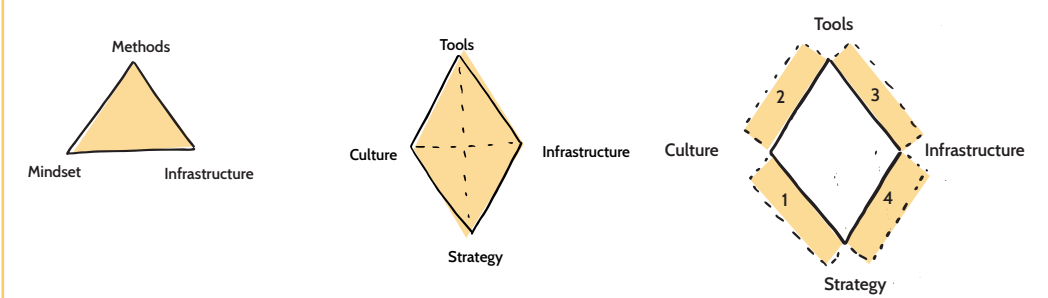 Methods
Mindset
Infrastructure
Tools
Culture
Infrastructure
Strategy
Tools
2
3
Culture
Infrastructure
1
4
Strategy